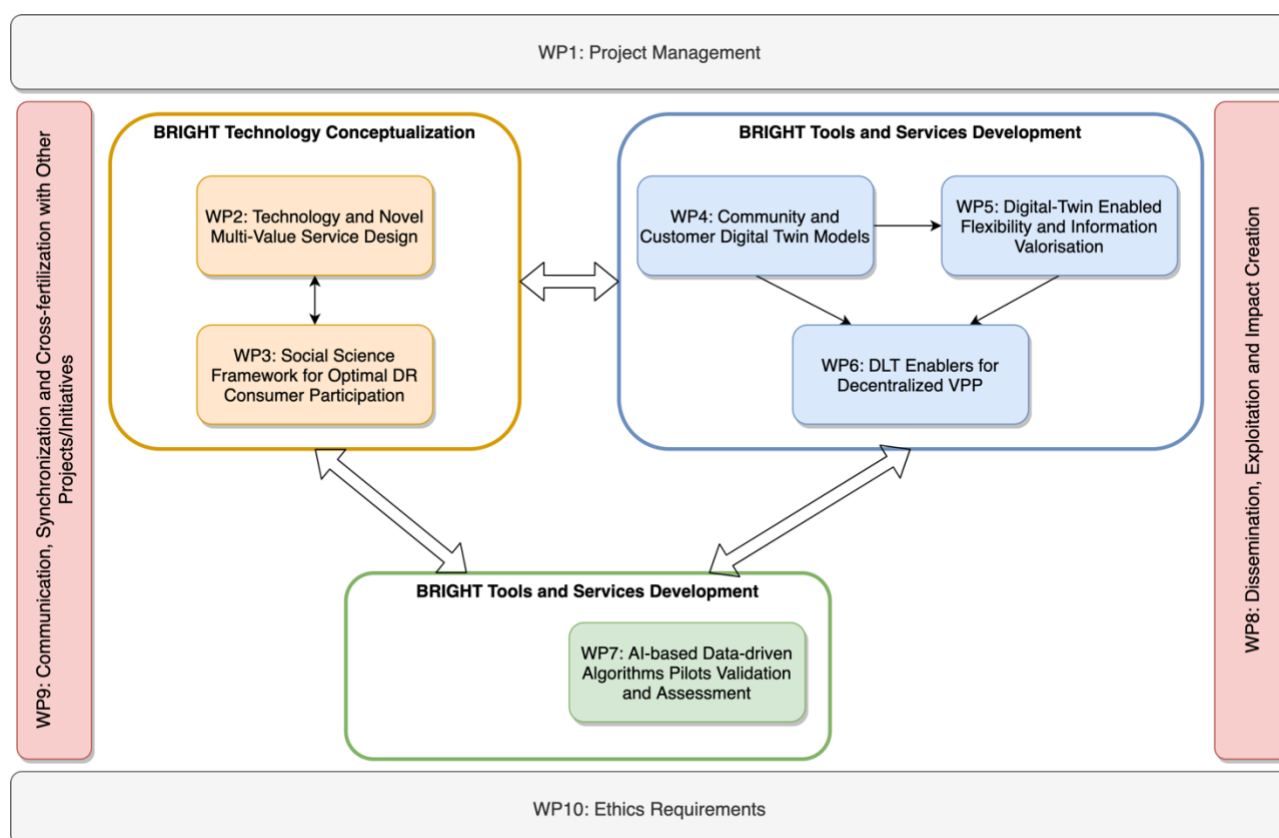 WP1: Project Management
WP9: Communication, Synchronization and Cross-fertilization with Other
Projects/Initiatives
BRIGHT Technology Conceptualization
WP2: Technology and Novel
Multi-Value Service Design
WP3: Social Science
Framework for Optimal DR
Consumer Participation
BRIGHT Tools and Services Development
WP4: Community and
Customer Digital Twin Models
WP5: Digital-Twin Enabled
Flexibility and Information
Valorisation
WP6: DLT Enablers for
Decentralized VPP
WP8: Dissemination, Exploitation and Impact Creation
BRIGHT Tools and Services Development
WP7: AI-based Data-driven
Algorithms Pilots Validation
and Assessment
WP10: Ethics Requirements